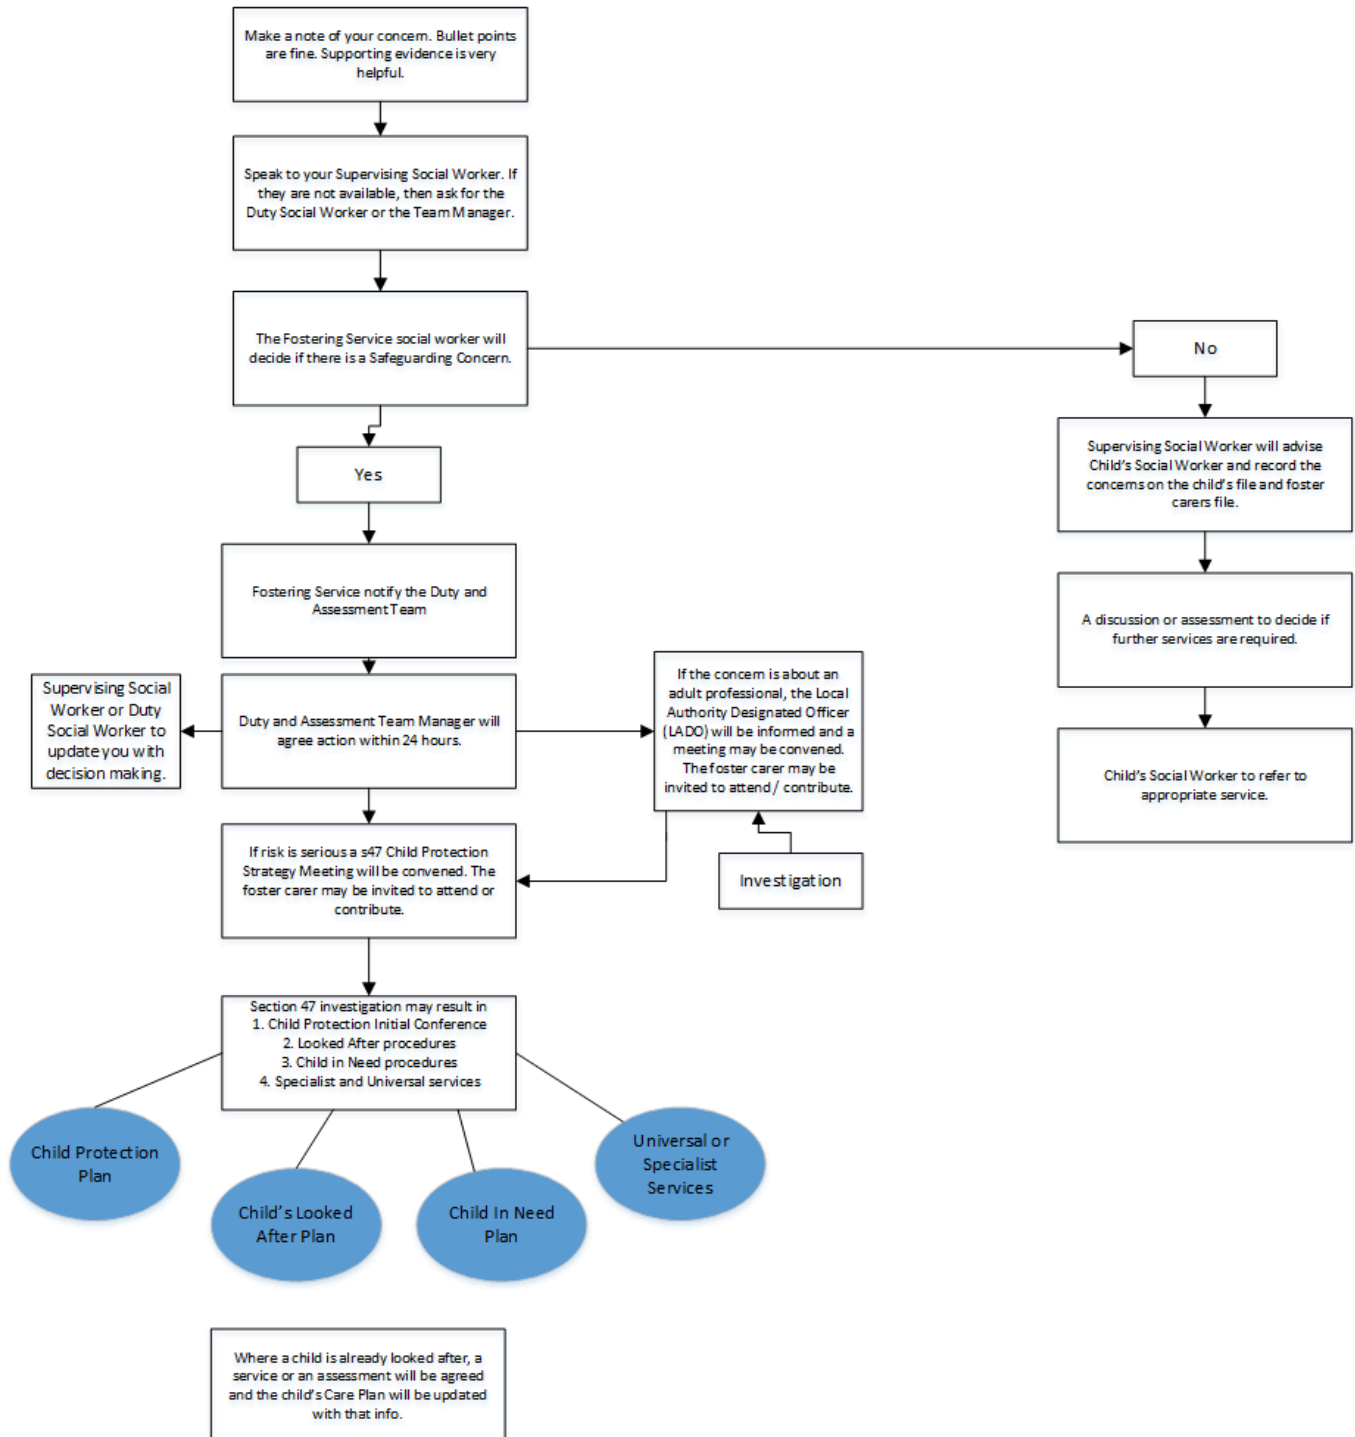 Make a note of your concern. Bullet points
are fine. Supporting evidence is very
helpful.
Speak to your Supervising Social Worker. If
they are not available, then ask for the
Duty Social Worker or the Team Manager.
The Fostering Service social worker will
decide if there is a Safeguarding Concern.
No
Yes
Supervising Social Worker will advise
Child's Social Worker and record the
concerns on the child's file and foster
carers file.
Fostering Service notify the Duty and
Assessment Team
A discussion or assessment to decide if
further services are required.
Supervising Social
Worker or Duty
Social Worker to
update you with
decision making.
Duty and Assessment Team Manager will
agree action within 24 hours.
If the concern is about an
adult professional, the Local
Authority Designated Officer
(LADO) will be informed and a
meeting may be convened.
The foster carer may be
invited to attend / contribute.
Child's Social Worker to refer to
appropriate service.
If risk is serious a s47 Child Protection
Strategy Meeting will be convened. The
foster carer may be invited to attend or
contribute.
Investigation
Section 47 investigation may result in
1. Child Protection Initial Conference
2. Looked After procedures
3. Child in Need procedures
4. Specialist and Universal services
Child Protection
Plan
Child's Looked
After Plan
Child In Need
Plan
Universal or
Specialist
Services
Where a child is already looked after, a
service or an assessment will be agreed
and the child's Care Plan will be updated
with that info.